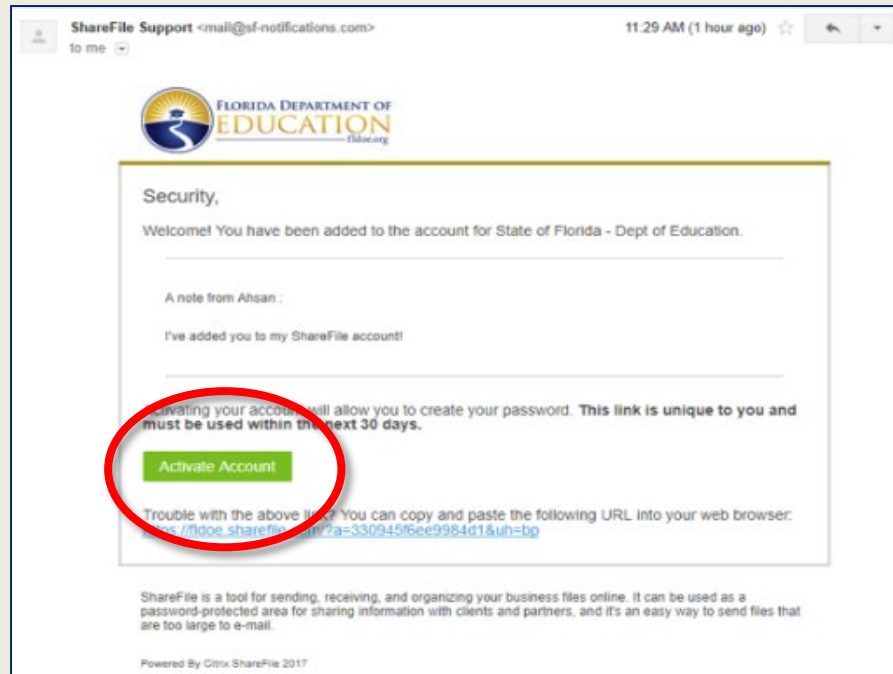 ShareFile Support <mail@sf-notifications.com>
11:29 AM (1 hour ago)
to me
FLORIDA DEPARTMENT OF
EDUCATION
fldoe.org
Security,
Welcome! You have been added to the account for State of Florida - Dept of Education.
A note from Ahsan :
I've added you to my ShareFile account!
Activating your account will allow you to create your password. This link is unique to you and
must be used within the next 30 days.
Activate Account
Trouble with the above link? You can copy and paste the following URL into your web browser:
https://fldoe.sharefile.com/?a=330945f6ee9984d1&uh=bp
ShareFile is a tool for sending, receiving, and organizing your business files online. It can be used as a
password-protected area for sharing information with clients and partners, and it's an easy way to send files that
are too large to e-mail.
Powered By Citrix ShareFile 2017